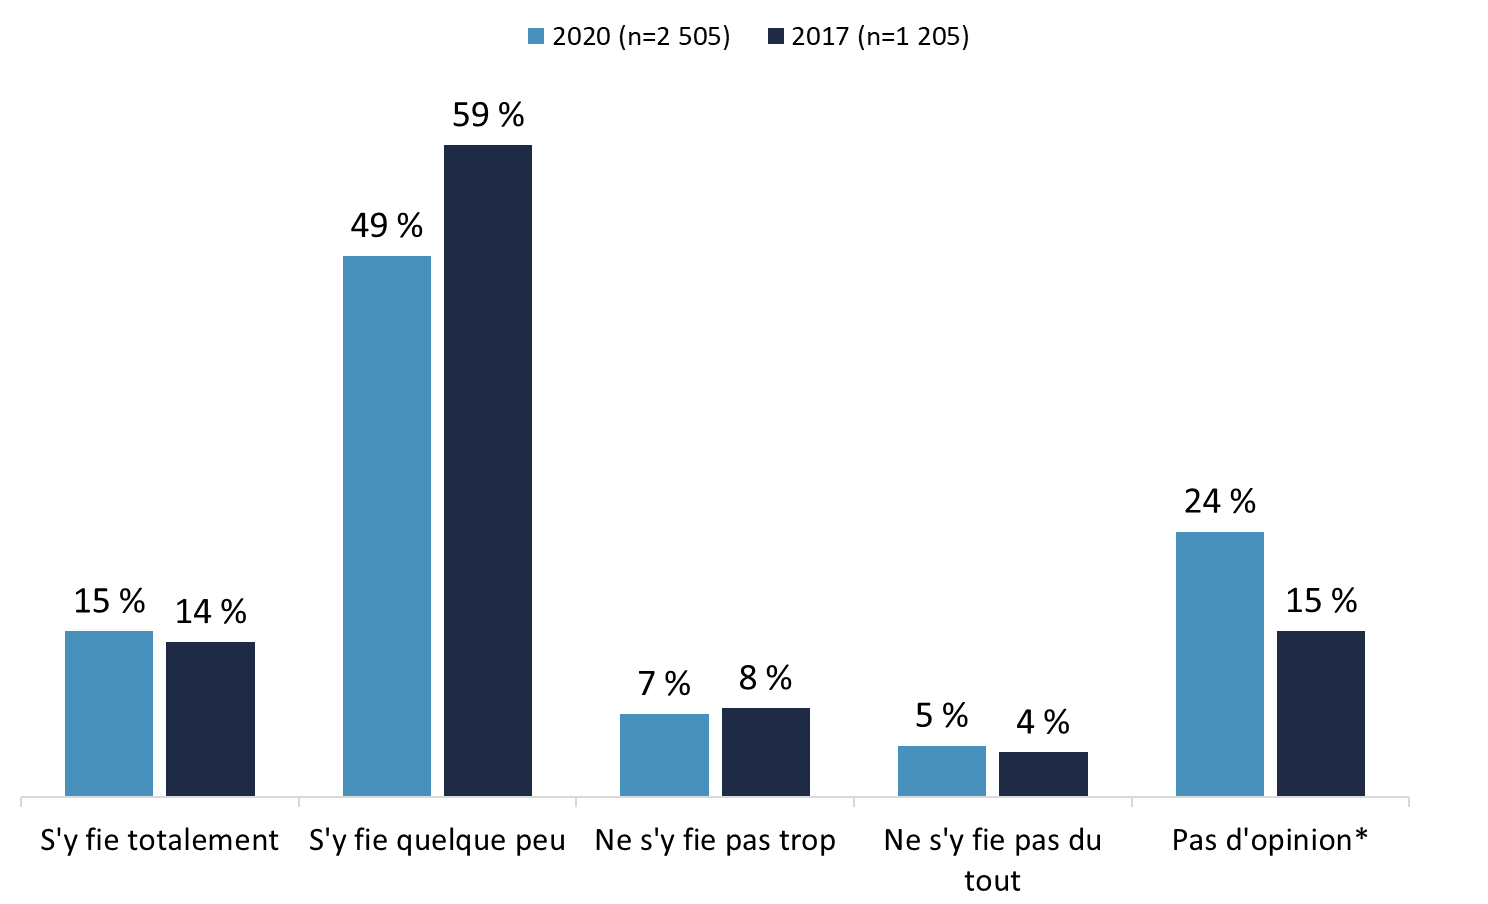 2020 (n=2 505) 2017 (n=1 205)
59 %
49 %
24 %
15 % 14 %
15 %
7 % 8 %
5 % 4 %
S'y fie totalement S'y fie quelque peu Ne s'y fie pas trop Ne s'y fie pas du Pas d'opinion*
tout